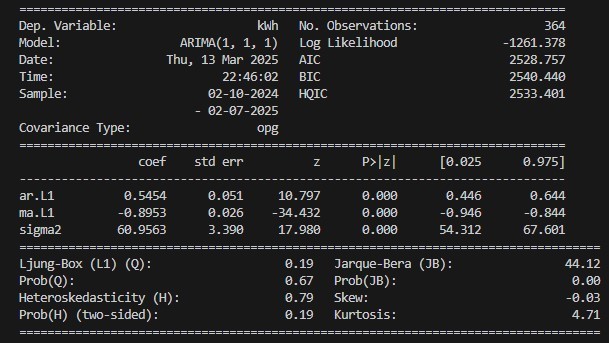 ==============================================================================
Dep. Variable:                    kWh   No. Observations:                  364
Model:                 ARIMA(1, 1, 1)   Log Likelihood               -1261.378
Date:                Thu, 13 Mar 2025   AIC                           2528.757
Time:                        22:46:02   BIC                           2540.440
Sample:                    02-10-2024   HQIC                          2533.401
                         - 02-07-2025
Covariance Type:                  opg
==============================================================================
                 coef    std err          z      P>|z|      [0.025      0.975]
------------------------------------------------------------------------------
ar.L1          0.5454      0.051     10.797      0.000       0.446       0.644
ma.L1         -0.8953      0.026    -34.432      0.000      -0.946      -0.844
sigma2        60.9563      3.390     17.980      0.000      54.312      67.601
===================================================================================
Ljung-Box (L1) (Q):                   0.19   Jarque-Bera (JB):                44.12
Prob(Q):                              0.67   Prob(JB):                         0.00
Heteroskedasticity (H):               0.79   Skew:                            -0.03
Prob(H) (two-sided):                  0.19   Kurtosis:                         4.71
===================================================================================